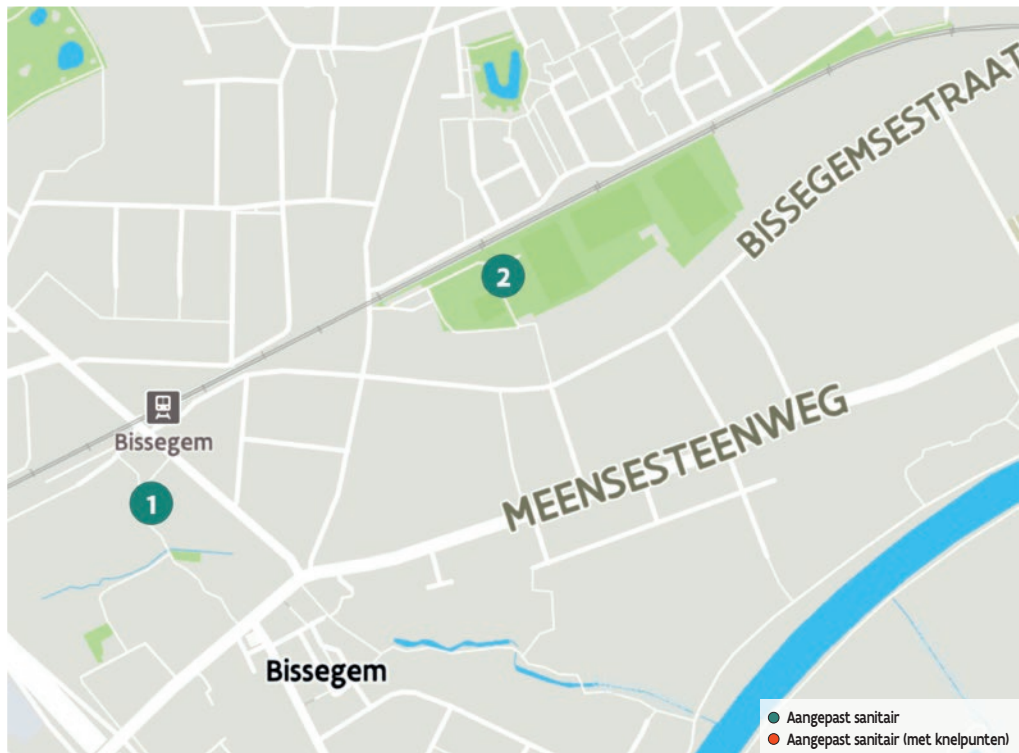 BISSEGEMSESTRAAT
2
Bissegem
1
MEENSESTEENWEG
Bissegem
Aangepast sanitair
Aangepast sanitair (met knelpunten)